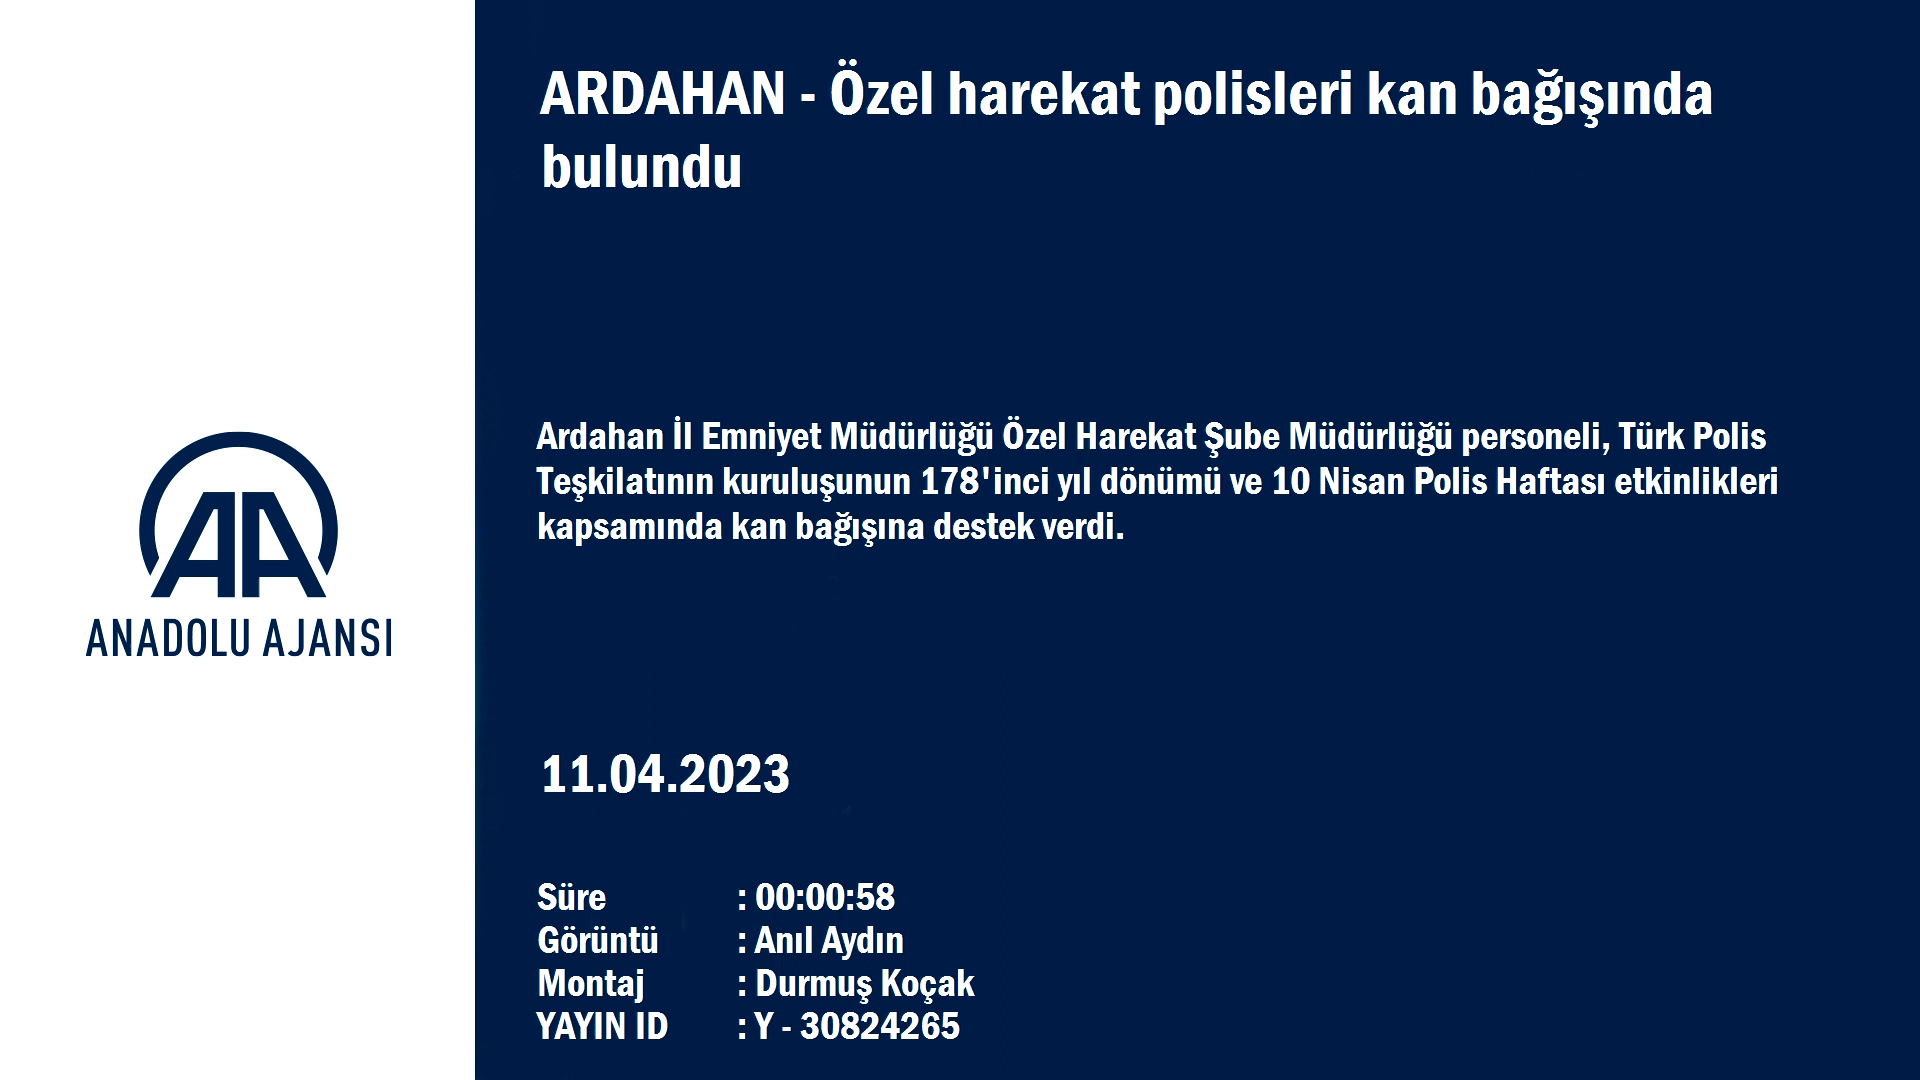 ARDAHAN - Özel harekat polisleri kan bağışında
bulundu
Ardahan İl Emniyet Müdürlüğü Özel Harekat Şube Müdürlüğü personeli, Türk Polis
Teşkilatının kuruluşunun 178'inci yıl dönümü ve 10 Nisan Polis Haftası etkinlikleri
kapsamında kan bağışına destek verdi.
AA
ANADOLU AJANSI
11.04.2023
Süre : 00:00:58
Görüntü : Anıl Aydın
Montaj : Durmuş Koçak
YAYIN ID : Y - 30824265